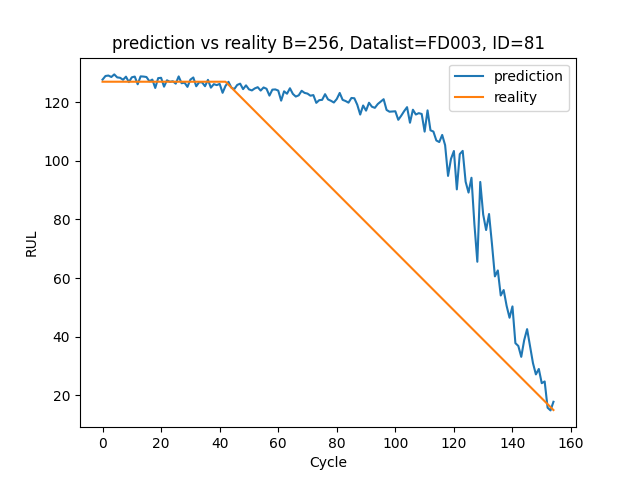 prediction vs reality B=256, Datalist=FD003, ID=81
prediction
reality
120
100
80
60
40
20
RUL
0 20 40 60 80 100 120 140 160
Cycle